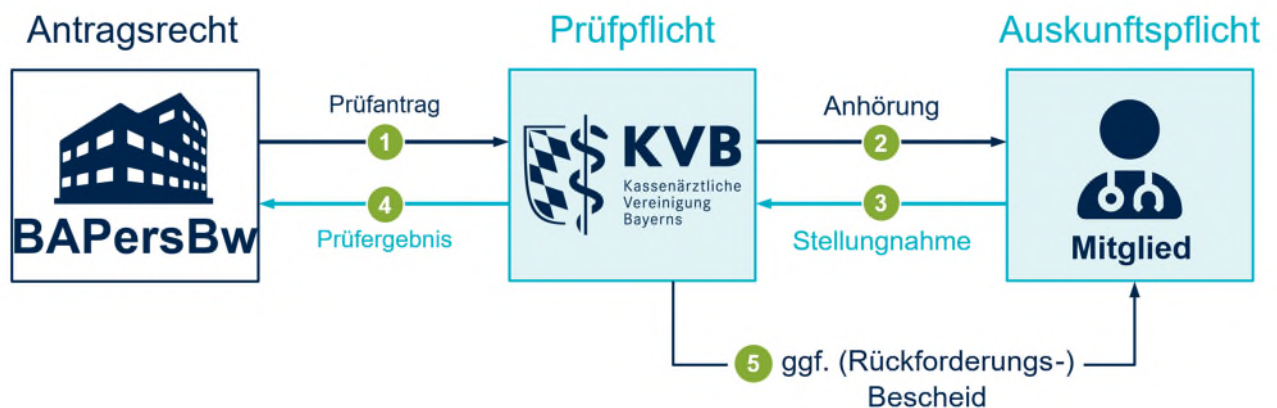 Antragsrecht
Prüfpflicht
Auskunftspflicht
BAPersBw
Prüfantrag
1
4
Prüfergebnis
KVB
Kassenärztliche
Vereinigung
Bayerns
Anhörung
2
3
Stellungnahme
Mitglied
5 ggf. (Rückforderungs-)
Bescheid